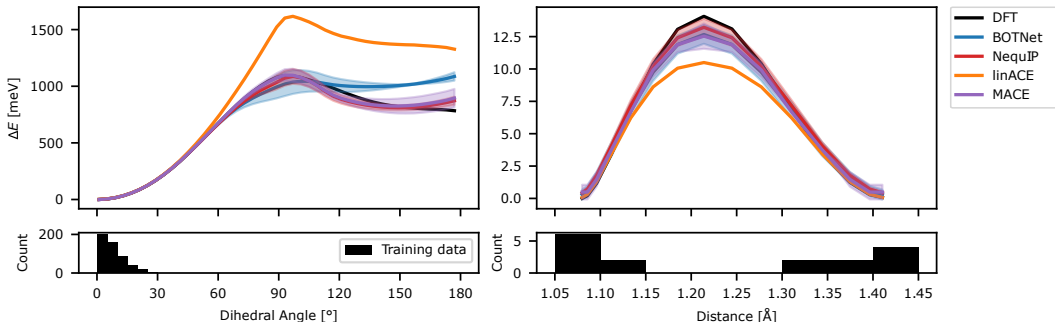 1500
1000
500
0
ΔE [meV]
12.5
10.0
7.5
5.0
2.5
0.0
DFT
BOTNet
NequIP
linACE
MACE
200
0
Count
Training data
0 30 60 90 120 150 180
Dihedral Angle [°]
5
0
Count
1.05 1.10 1.15 1.20 1.25 1.30 1.35 1.40 1.45
Distance [Å]